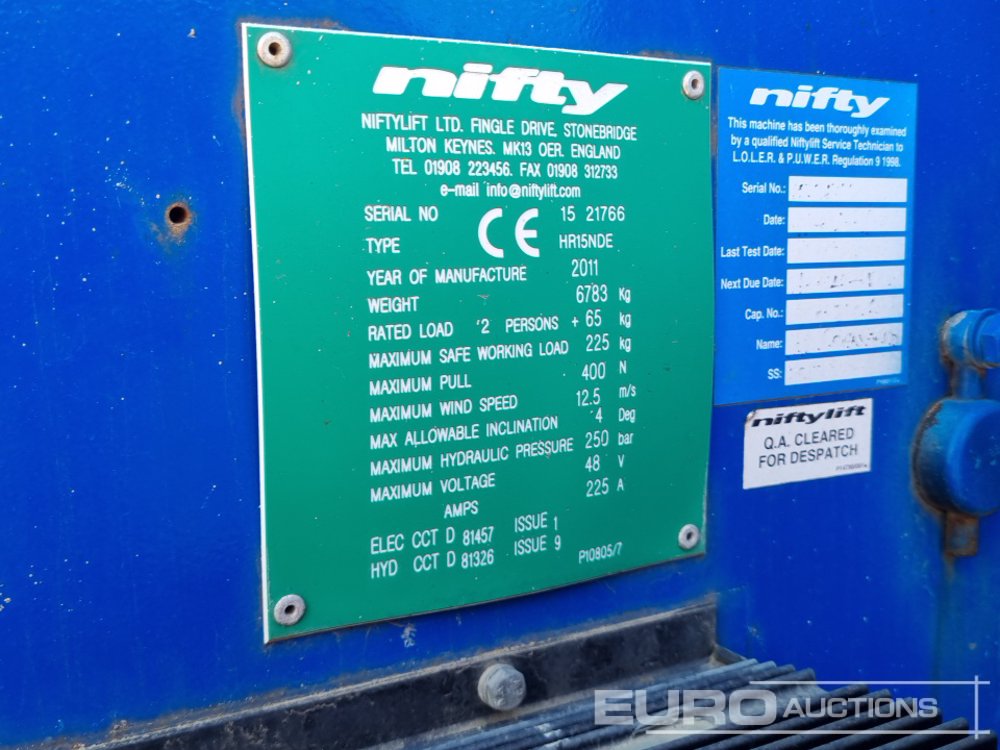 nifty
NIFTYLIFT LTD. FINGLE DRIVE, STONEBRIDGE
MILTON KEYNES. MK13 OER. ENGLAND
TEL 01908 223456. FAX 01908 312733
e-mail info@niftylift.com
SERIAL NO 15 21766
CE
TYPE HR15NDE
YEAR OF MANUFACTURE 2011
WEIGHT 6783 Kg
RATED LOAD 2 PERSONS + 65 kg
MAXIMUM SAFE WORKING LOAD 225 kg
MAXIMUM PULL 400 N
MAXIMUM WIND SPEED 12.5 m/s
MAX ALLOWABLE INCLINATION 4 Deg
MAXIMUM HYDRAULIC PRESSURE 250 bar
MAXIMUM VOLTAGE 48 V
AMPS 225 A
ELEC CCT D 81457 ISSUE 1
HYD CCT D 81326 ISSUE 9
P10805/7
nifty
This machine has been thoroughly examined
by a qualified Niftylift Service Technician to
L.O.L.E.R. & P.U.W.E.R. Regulation 9 1998.
Serial No.:
Date:
Last Test Date:
Next Due Date:
Cap. No.:
Name:
SS:
niftylift
Q.A. CLEARED
FOR DESPATCH
EURO AUCTIONS